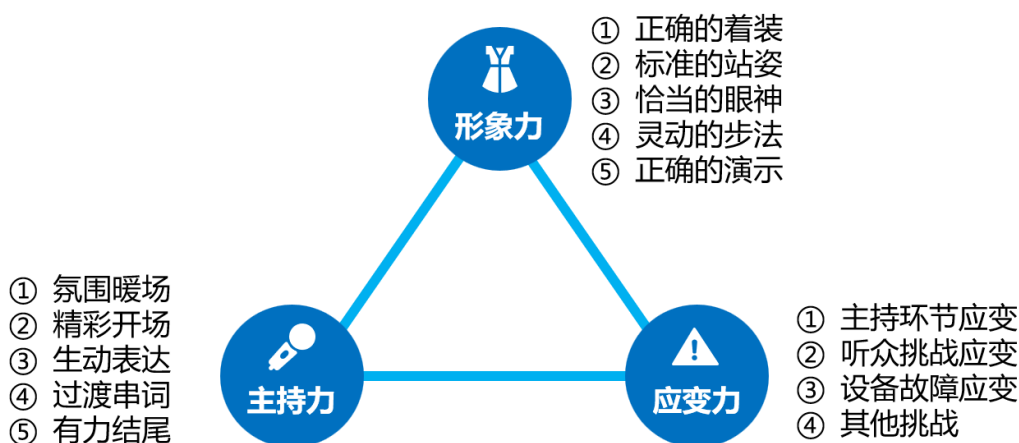 ① 正确的着装
② 标准的站姿
③ 恰当的眼神
④ 灵动的步法
⑤ 正确的演示
形象力
① 氛围暖场
② 精彩开场
③ 生动表达
④ 过渡串词
⑤ 有力结尾
主持力
应变力
① 主持环节应变
② 听众挑战应变
③ 设备故障应变
④ 其他挑战